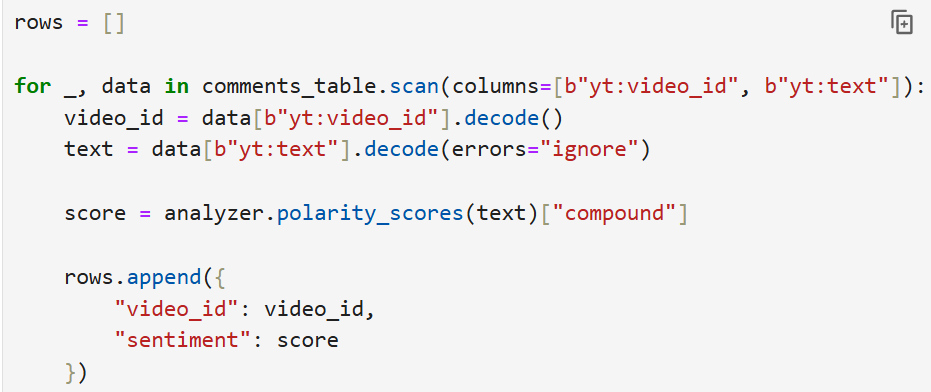 rows = []
for _, data in comments_table.scan(columns=[b"yt:video_id", b"yt:text"]):
    video_id = data[b"yt:video_id"].decode()
    text = data[b"yt:text"].decode(errors="ignore")
    score = analyzer.polarity_scores(text)["compound"]
    rows.append({
        "video_id": video_id,
        "sentiment": score
    })